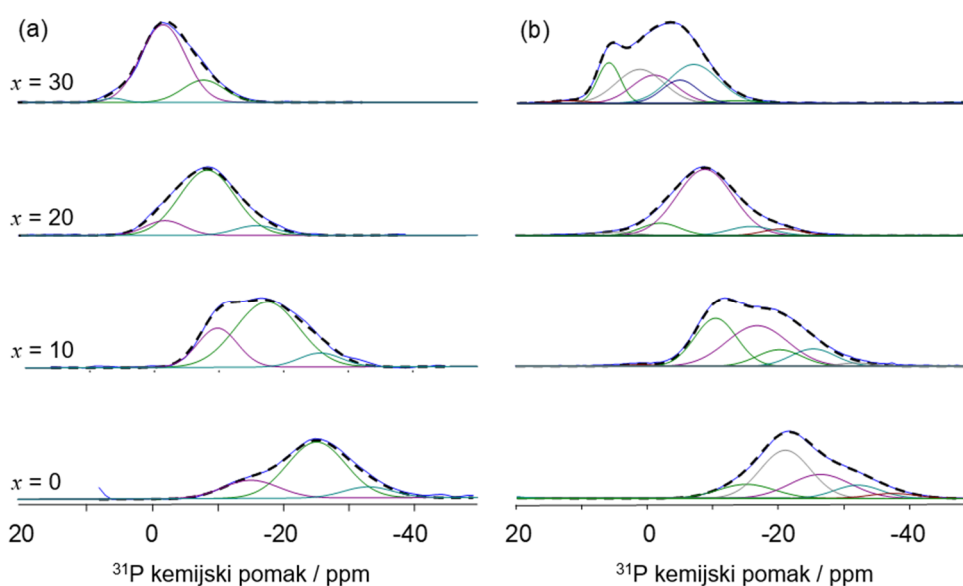 (a) (b)
x = 30
x = 20
x = 10
x = 0
20 0 -20 -40 20 0 -20 -40
³¹P kemijski pomak / ppm ³¹P kemijski pomak / ppm